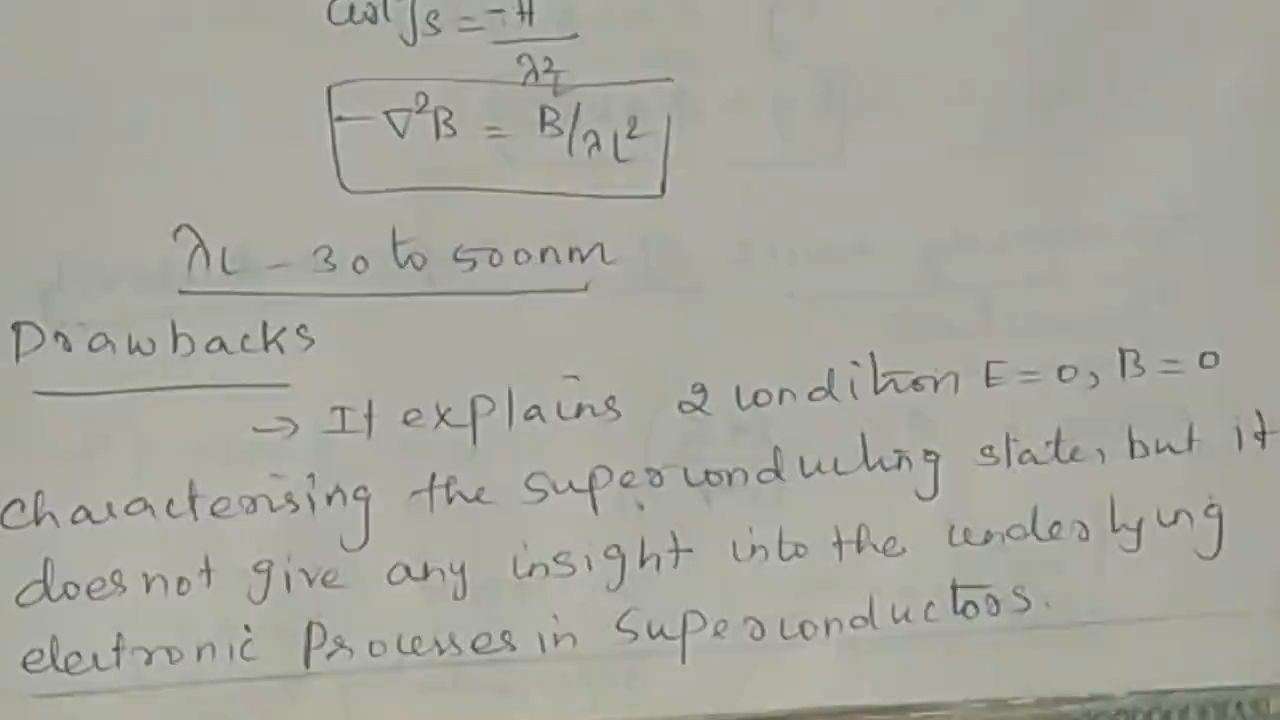 Curl Js = -H
λ²L
-∇²B = B/λL²
λL - 30 to 500nm
Drawbacks
→ It explains 2 condition E=0, B=0
characterising the superconducting state, but it
does not give any insight into the underlying
electronic Processes in superconductors.